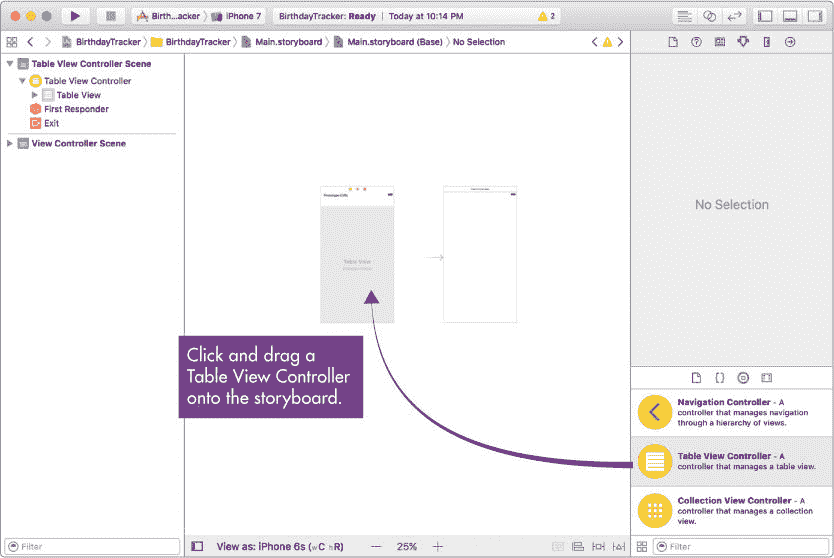 Birth...acker
iPhone 7
BirthdayTracker: Ready
Today at 10:14 PM
2
BirthdayTracker
BirthdayTracker
Main.storyboard
Main.storyboard (Base)
No Selection
Table View Controller Scene
Table View Controller
Table View
First Responder
Exit
View Controller Scene
Prototype Cells
Table View
Prototype Content
No Selection
Click and drag a
Table View Controller
onto the storyboard.
Navigation Controller - A
controller that manages navigation
through a hierarchy of views.
Table View Controller - A
controller that manages a table view.
Collection View Controller - A
controller that manages a collection
view.
Filter
View as: iPhone 6s (wC hR)
25%
Filter